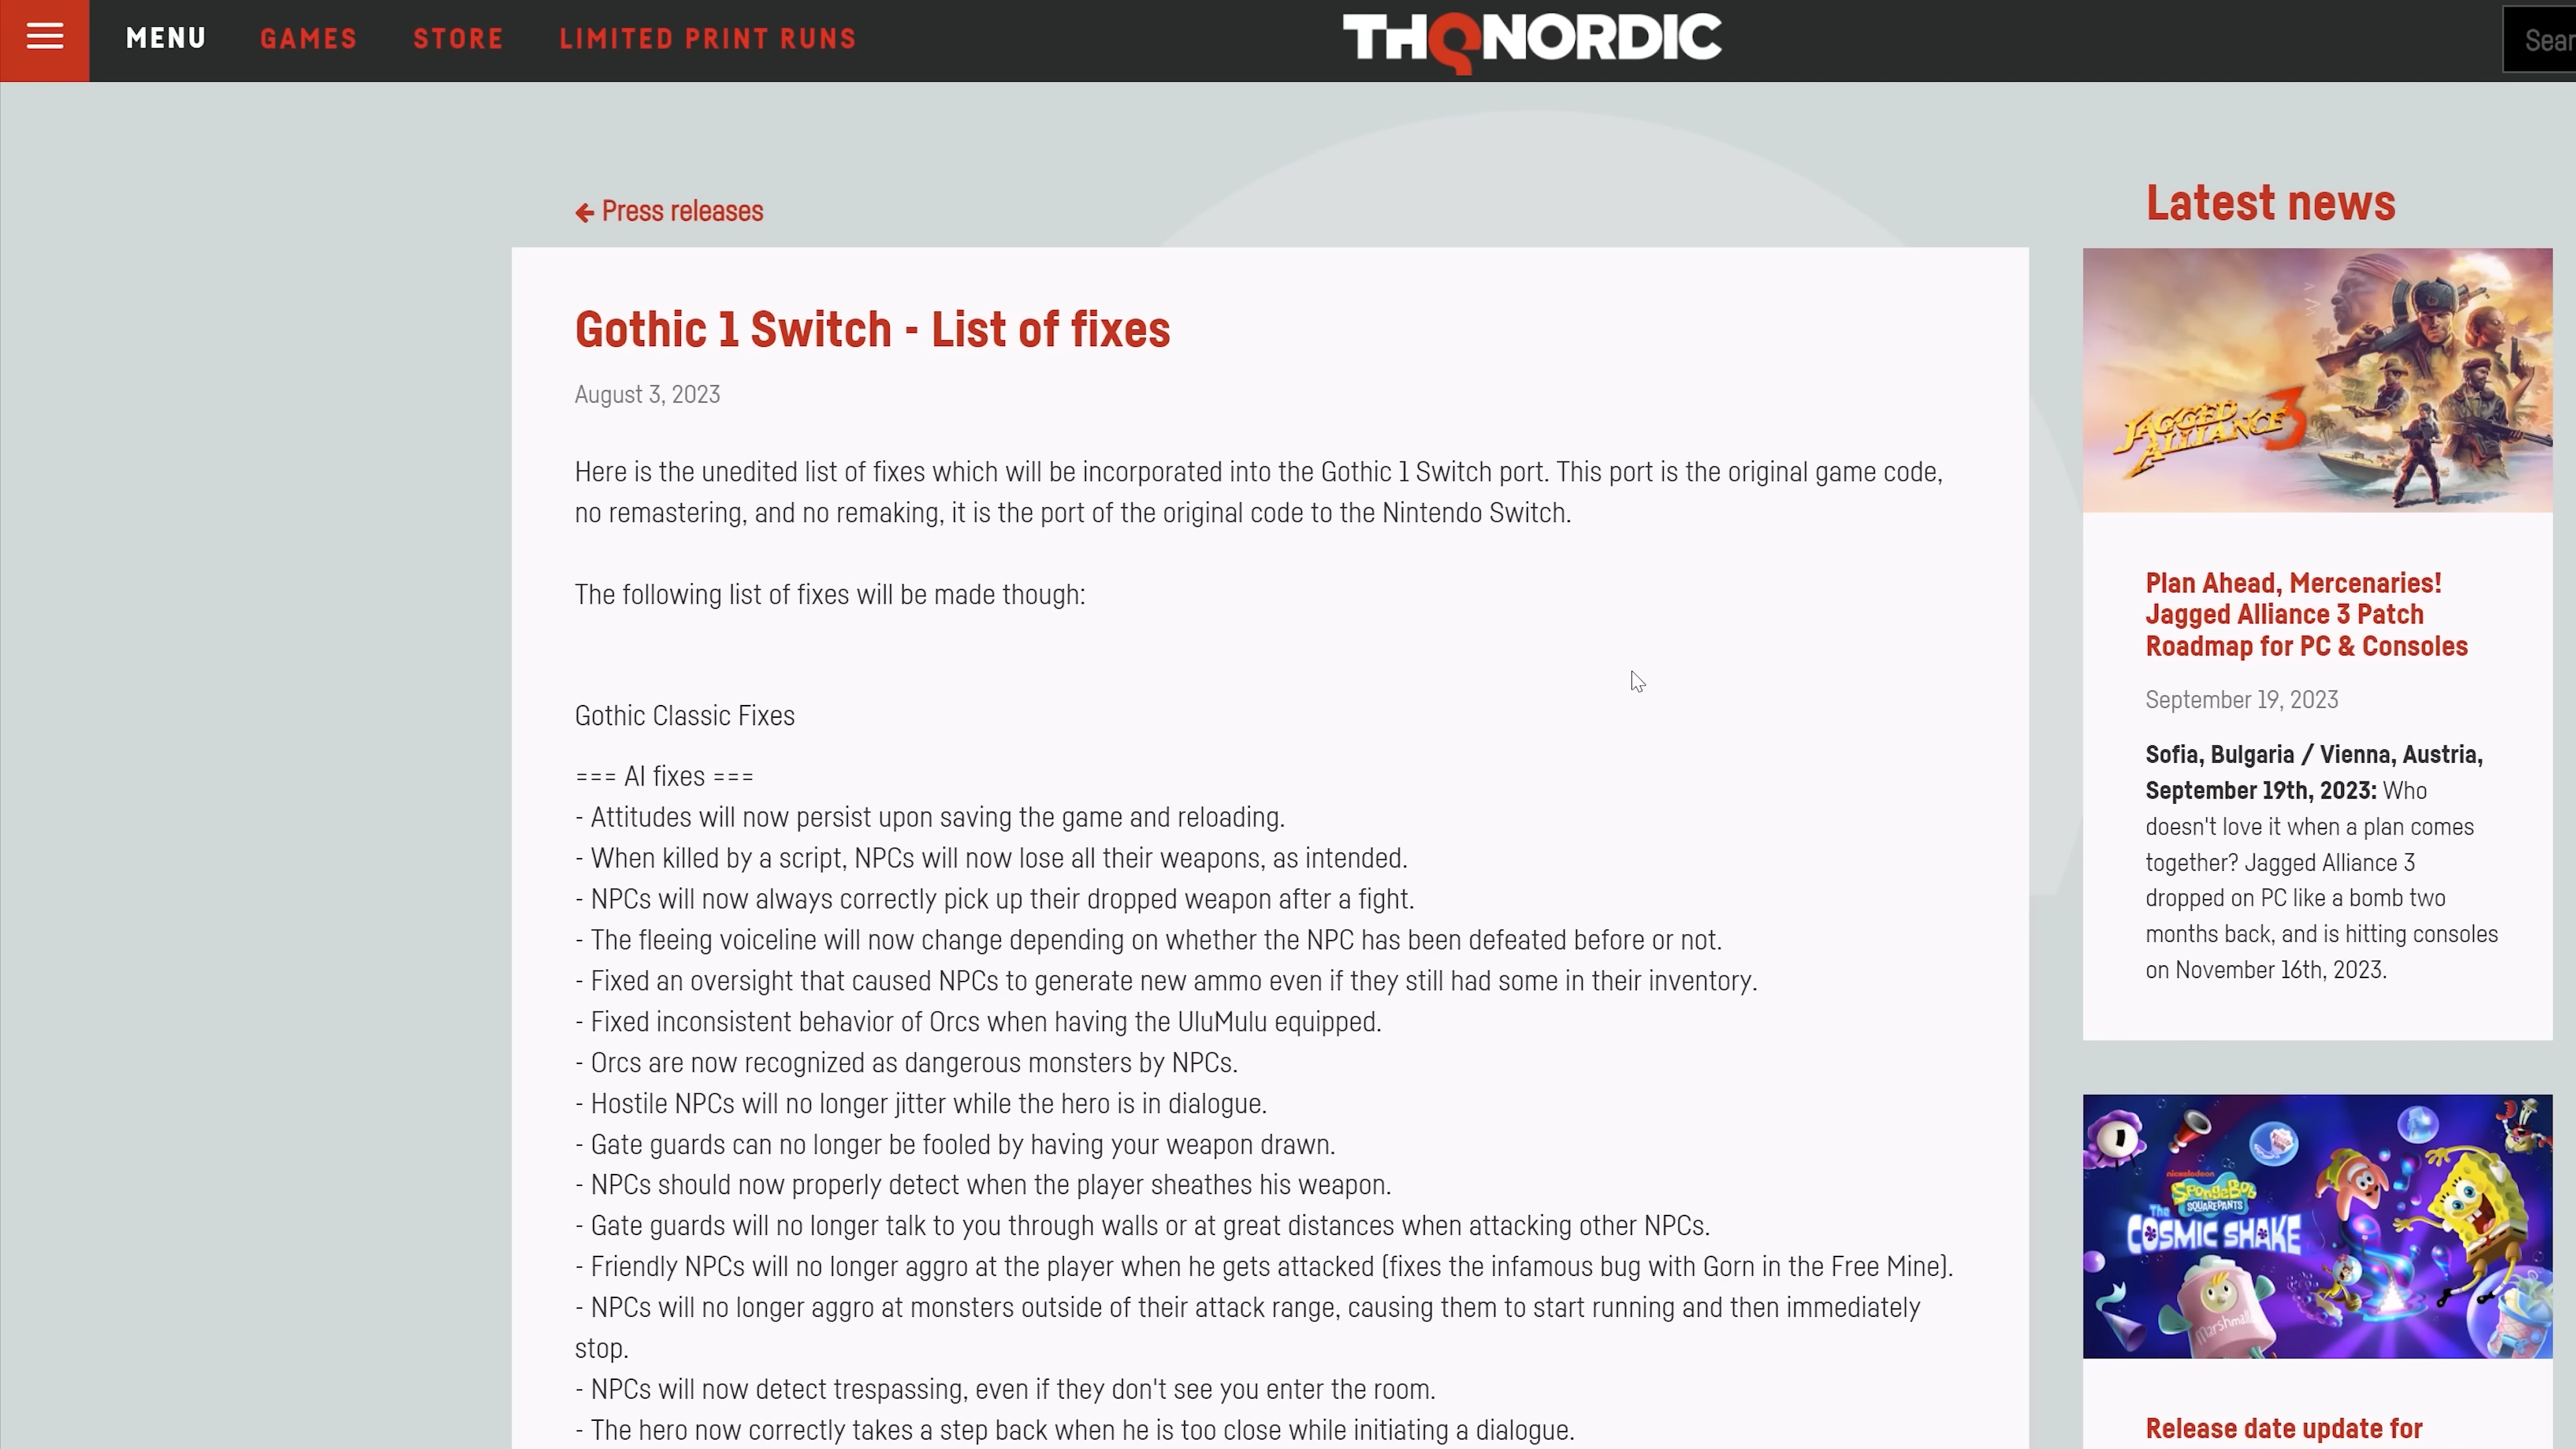 MENU
GAMES
STORE
LIMITED PRINT RUNS
THQNORDIC
Sear
Press releases
Gothic 1 Switch - List of fixes
August 3, 2023
Here is the unedited list of fixes which will be incorporated into the Gothic 1 Switch port. This port is the original game code,
no remastering, and no remaking, it is the port of the original code to the Nintendo Switch.
The following list of fixes will be made though:
Gothic Classic Fixes
=== AI fixes ===
- Attitudes will now persist upon saving the game and reloading.
- When killed by a script, NPCs will now lose all their weapons, as intended.
- NPCs will now always correctly pick up their dropped weapon after a fight.
- The fleeing voiceline will now change depending on whether the NPC has been defeated before or not.
- Fixed an oversight that caused NPCs to generate new ammo even if they still had some in their inventory.
- Fixed inconsistent behavior of Orcs when having the UluMulu equipped.
- Orcs are now recognized as dangerous monsters by NPCs.
- Hostile NPCs will no longer jitter while the hero is in dialogue.
- Gate guards can no longer be fooled by having your weapon drawn.
- NPCs should now properly detect when the player sheathes his weapon.
- Gate guards will no longer talk to you through walls or at great distances when attacking other NPCs.
- Friendly NPCs will no longer aggro at the player when he gets attacked (fixes the infamous bug with Gorn in the Free Mine).
- NPCs will no longer aggro at monsters outside of their attack range, causing them to start running and then immediately
stop.
- NPCs will now detect trespassing, even if they don't see you enter the room.
- The hero now correctly takes a step back when he is too close while initiating a dialogue.
Latest news
JAGGED
ALLIANCE 3
Plan Ahead, Mercenaries!
Jagged Alliance 3 Patch
Roadmap for PC & Consoles
September 19, 2023
Sofia, Bulgaria / Vienna, Austria,
September 19th, 2023: Who
doesn't love it when a plan comes
together? Jagged Alliance 3
dropped on PC like a bomb two
months back, and is hitting consoles
on November 16th, 2023.
nickelodeon
SpongeBob
SQUAREPANTS
The
COSMIC SHAKE
Release date update for